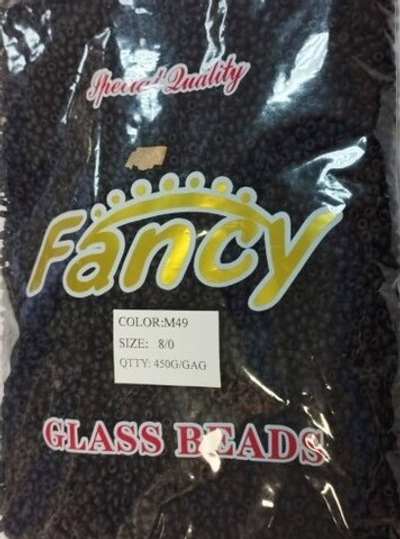 Special Quality
Fancy
COLOR:M49
SIZE: 8/0
QTTY: 450G/GAG
GLASS BEADS